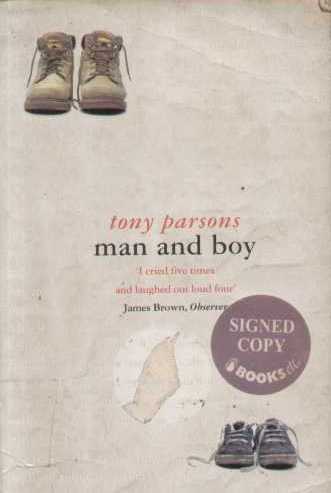 tony parsons
man and boy
'I cried five times
and laughed out loud four'
James Brown, Observer
SIGNED
COPY
BOOKS etc.